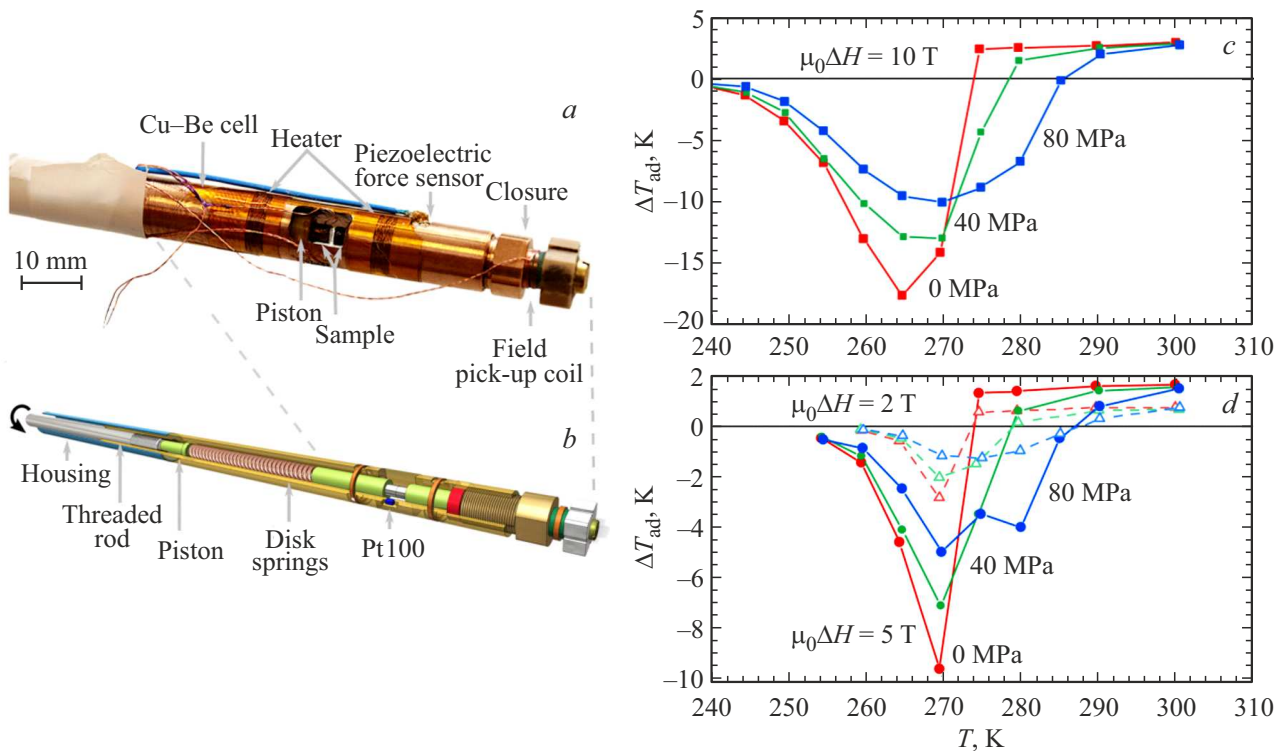 a
Cu–Be cell
Heater
Piezoelectric
force sensor
Closure
10 mm
Piston
Sample
Field
pick-up coil
b
Housing
Threaded
rod
Piston
Disk
springs
Pt100
c
μ₀ΔH = 10 T
80 MPa
40 MPa
0 MPa
ΔT_ad, K
5
0
–5
–10
–15
–20
240
250
260
270
280
290
300
310
d
μ₀ΔH = 2 T
80 MPa
40 MPa
μ₀ΔH = 5 T
0 MPa
ΔT_ad, K
2
0
–2
–4
–6
–8
–10
240
250
260
270
280
290
300
310
T, K